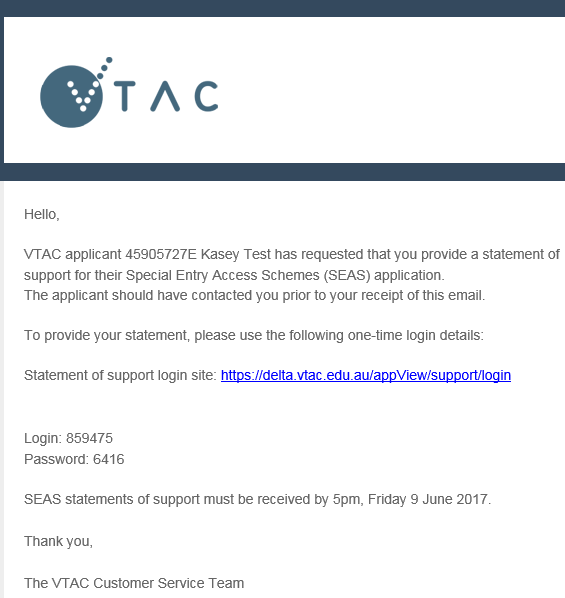 VTAC
Hello,
VTAC applicant 45905727E Kasey Test has requested that you provide a statement of
support for their Special Entry Access Schemes (SEAS) application.
The applicant should have contacted you prior to your receipt of this email.
To provide your statement, please use the following one-time login details:
Statement of support login site: https://delta.vtac.edu.au/appView/support/login
Login: 859475
Password: 6416
SEAS statements of support must be received by 5pm, Friday 9 June 2017.
Thank you,
The VTAC Customer Service Team